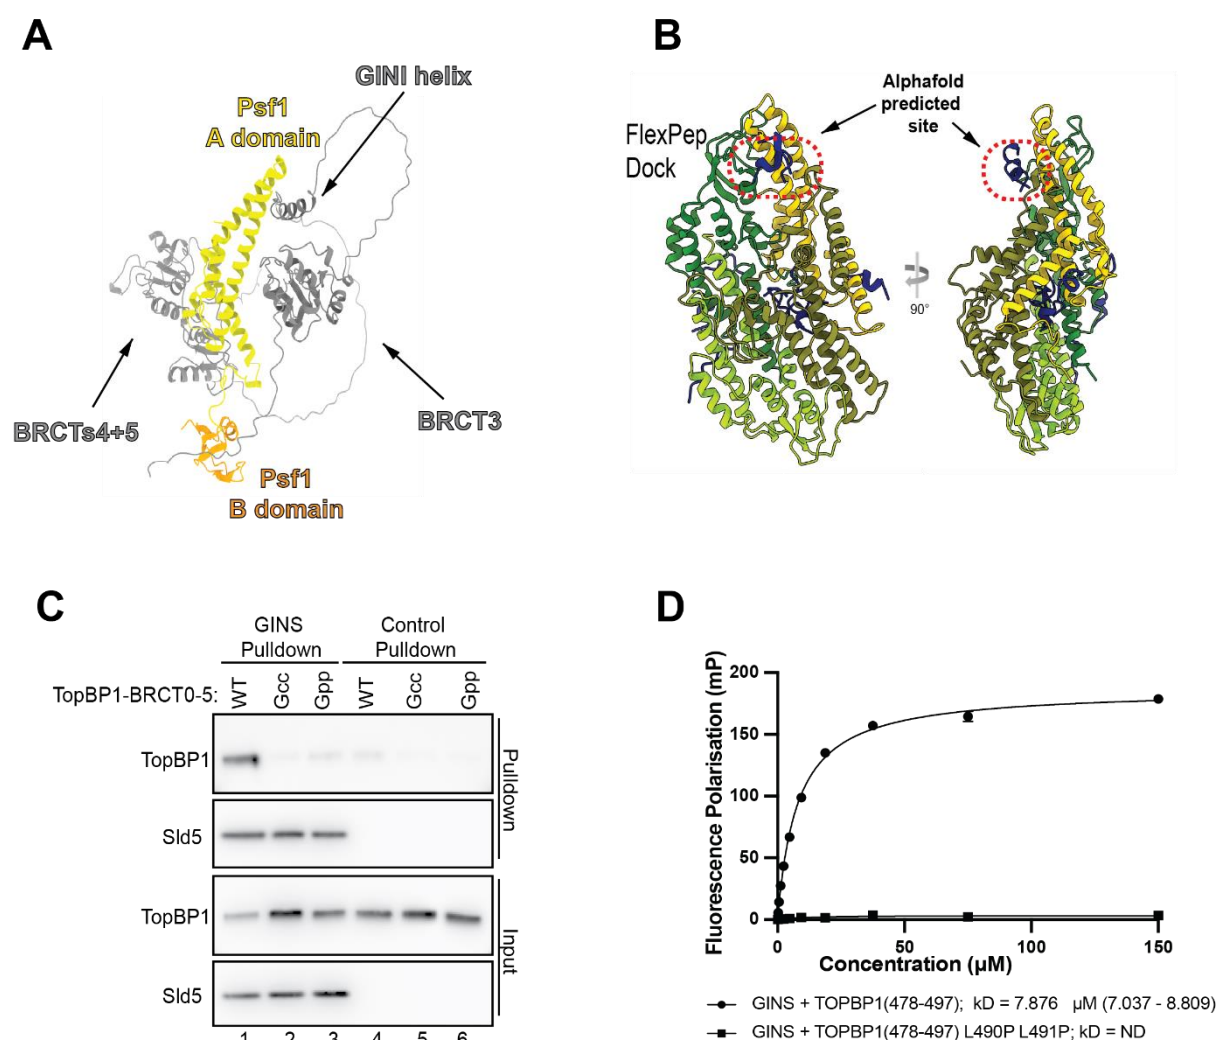 A
GINI helix
Psf1
A domain
BRCTs4+5
BRCT3
Psf1
B domain
B
Alphafold
predicted
site
FlexPep
Dock
90°
C
GINS
Pulldown
Control
Pulldown
TopBP1-BRCT0-5:
WT
Gcc
Gpp
WT
Gcc
Gpp
TopBP1
Sld5
Pulldown
TopBP1
Sld5
Input
1 2 3 4 5 6
D
Fluorescence Polarisation (mP)
200
150
100
50
0
0 50 100 150
Concentration (µM)
GINS + TOPBP1(478-497); kD = 7.876 µM (7.037 - 8.809)
GINS + TOPBP1(478-497) L490P L491P; kD = ND